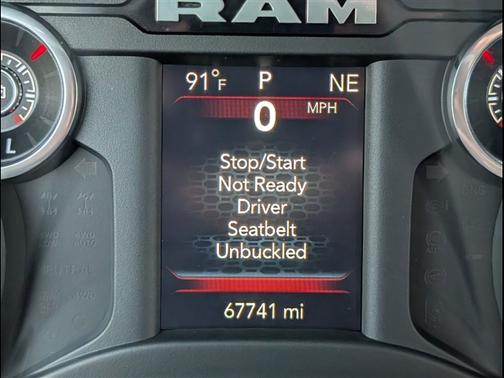 RAM
91°F P NE
0 MPH
Stop/Start
Not Ready
Driver
Seatbelt
Unbuckled
67741 mi
L